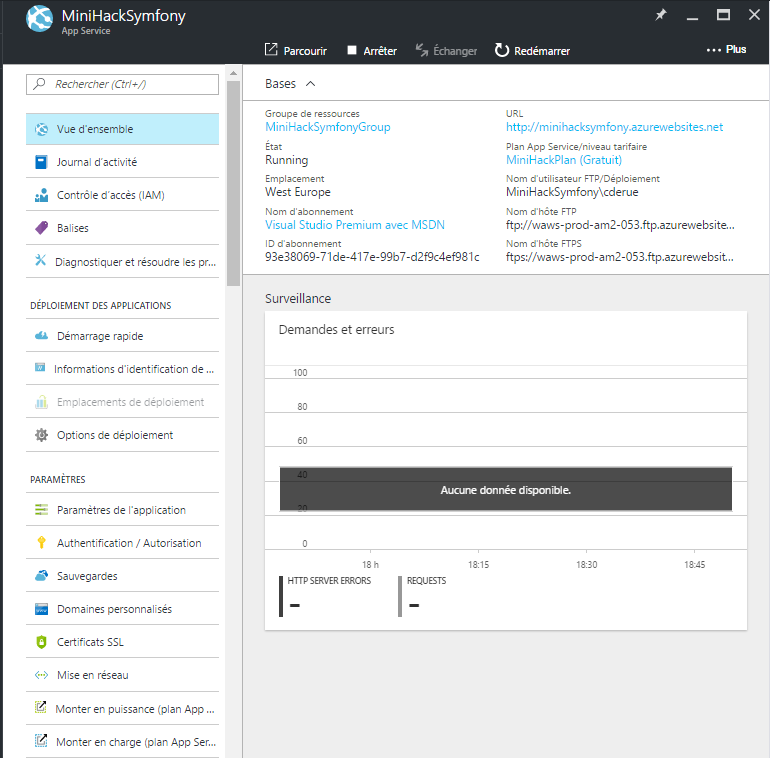 MiniHackSymfony
App Service
Parcourir
Arrêter
Échanger
Redémarrer
Plus
Rechercher (Ctrl+/)
Vue d'ensemble
Journal d'activité
Contrôle d'accés (IAM)
Balises
Diagnostiquer et résoudre les pr...
DÉPLOIEMENT DES APPLICATIONS
Démarrage rapide
Informations d'identification de ...
Emplacements de déploiement
Options de déploiement
PARAMÈTRES
Paramètres de l'application
Authentification / Autorisation
Sauvegardes
Domaines personnalisés
Certificats SSL
Mise en réseau
Monter en puissance (plan App ...
Monter en charge (plan App Ser...
Bases
Groupe de ressources
MiniHackSymfonyGroup
État
Running
Emplacement
West Europe
Nom d'abonnement
Visual Studio Premium avec MSDN
ID d'abonnement
93e38069-71de-417e-99b7-d2f9c4ef981c
URL
http://minihacksymfony.azurewebsites.net
Plan App Service/niveau tarifaire
MiniHackPlan (Gratuit)
Nom d'utilisateur FTP/Déploiement
MiniHackSymfony\cderue
Nom d'hôte FTP
ftp://waws-prod-am2-053.ftp.azurewebsite...
Nom d'hôte FTPS
ftps://waws-prod-am2-053.ftp.azurewebsit...
Surveillance
Demandes et erreurs
100
80
60
40
Aucune donnée disponible.
20
0
18 h
18:15
18:30
18:45
HTTP SERVER ERRORS
--
REQUESTS
--